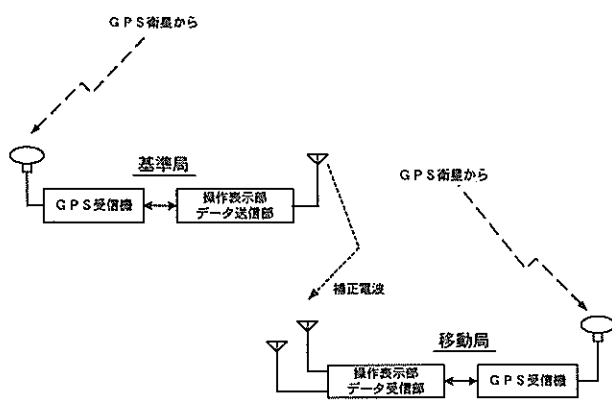 ＧＰＳ衛星から
基準局
ＧＰＳ受信機
操作表示部
データ送信部
ＧＰＳ衛星から
補正電波
移動局
操作表示部
データ受信部
ＧＰＳ受信機